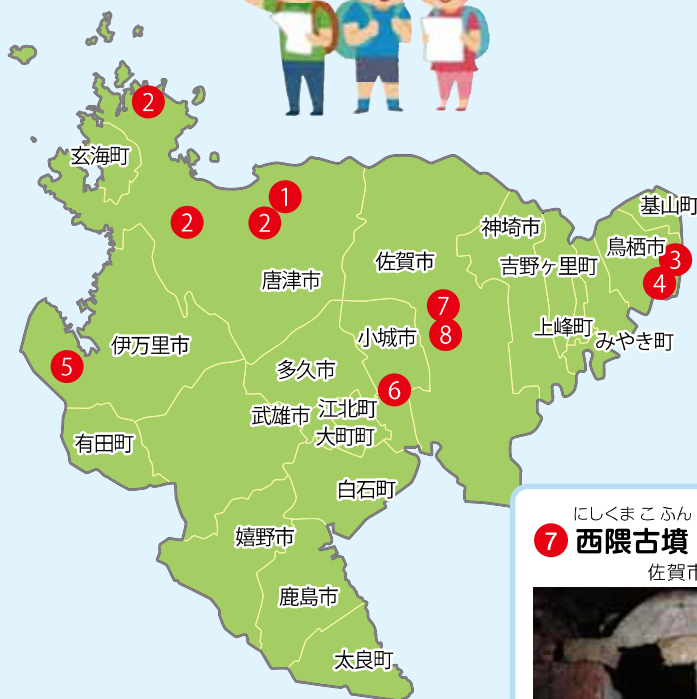 2
玄海町
1
2
2
唐津市
佐賀市
神埼市
吉野ヶ里町
基山町
鳥栖市
3
4
7
8
小城市
上峰町
みやき町
伊万里市
5
多久市
6
武雄市
江北町
大町町
有田町
白石町
嬉野市
鹿島市
太良町
にしくまこふん
7 西隈古墳
佐賀市